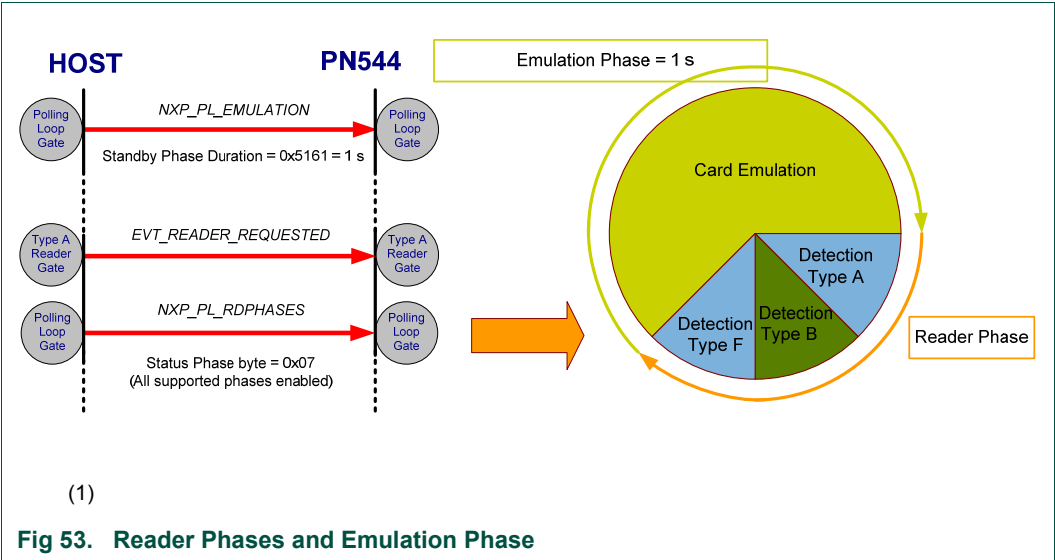 HOST
PN544
Polling
Loop
Gate
NXP_PL_EMULATION
Polling
Loop
Gate
Standby Phase Duration = 0x5161 = 1 s
Type A
Reader
Gate
EVT_READER_REQUESTED
Type A
Reader
Gate
Polling
Loop
Gate
NXP_PL_RDPHASES
Polling
Loop
Gate
Status Phase byte = 0x07
(All supported phases enabled)
Emulation Phase = 1 s
Card Emulation
Detection
Type A
Detection
Type B
Detection
Type F
Reader Phase
(1)
Fig 53. Reader Phases and Emulation Phase